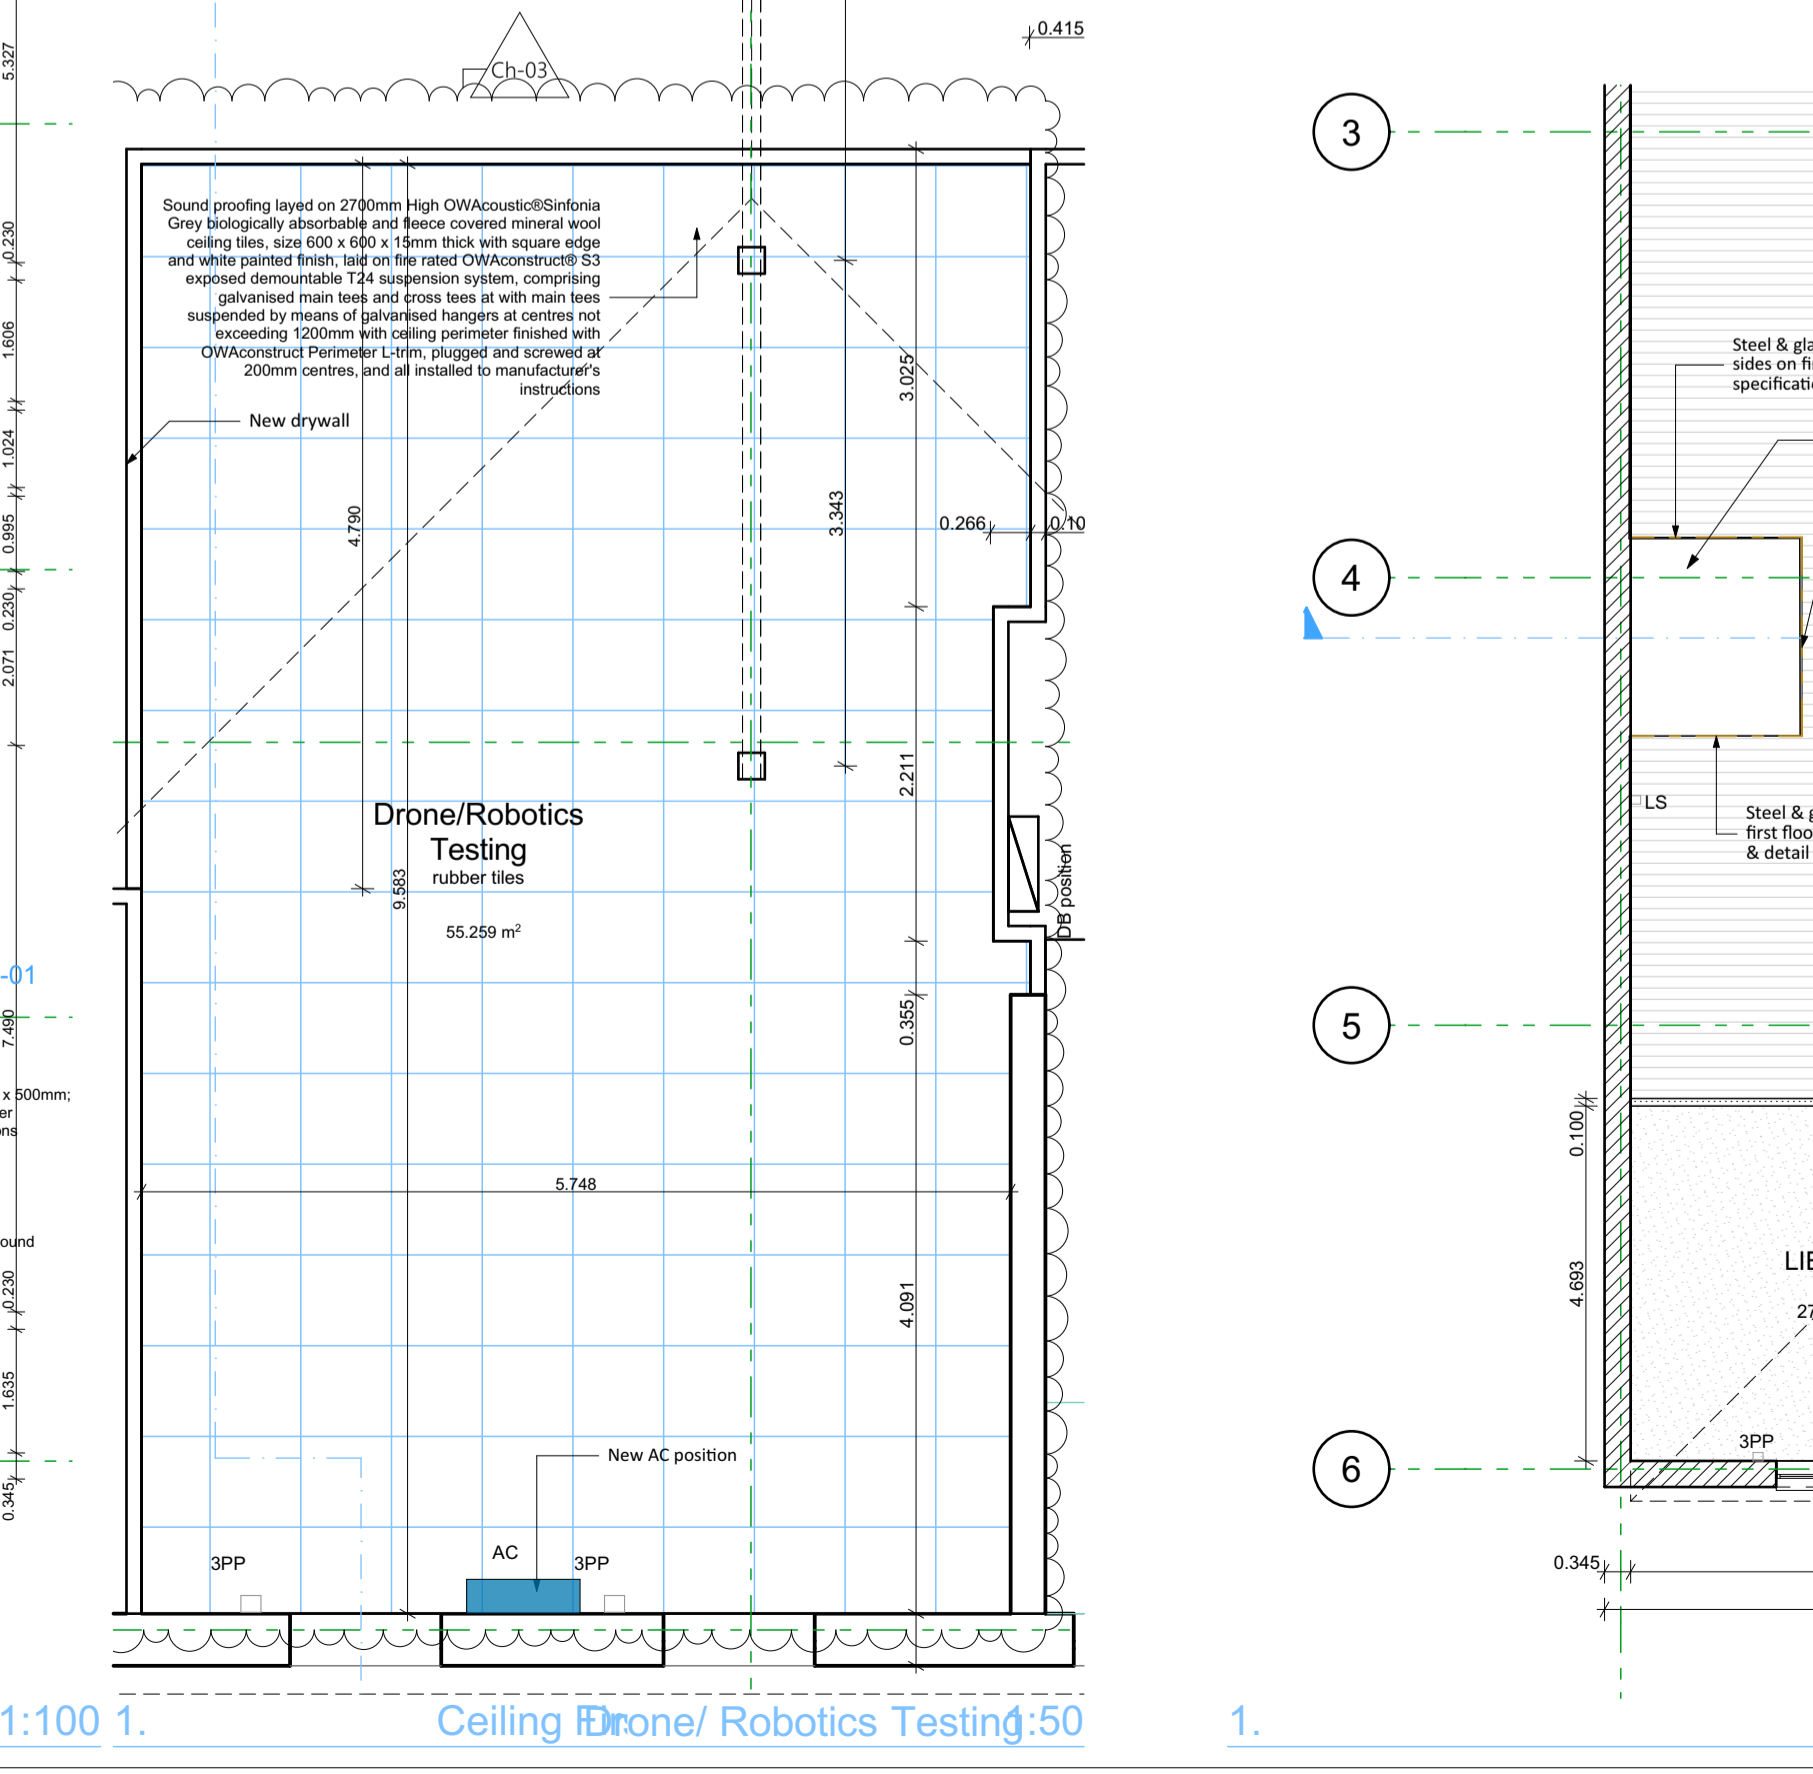 5.327
0.230
1.606
1.024
0.995
0.230
2.071
-01
7.490
x 500mm;
er
ons
ound
0.230
1.635
0.345
1:100
Ch-03
0.415
Sound proofing layed on 2700mm High OWAcoustic®Sinfonia
Grey biologically absorbable and fleece covered mineral wool
ceiling tiles, size 600 x 600 x 15mm thick with square edge
and white painted finish, laid on fire rated OWAconstruct® S3
exposed demountable T24 suspension system, comprising
galvanised main tees and cross tees at with main tees
suspended by means of galvanised hangers at centres not
exceeding 1200mm with ceiling perimeter finished with
OWAconstruct Perimeter L-trim, plugged and screwed at
200mm centres, and all installed to manufacturer's
instructions
New drywall
4.790
9.583
3.343
3.025
0.266
0.10
2.211
0.355
DB position
Drone/Robotics
Testing
rubber tiles
55.259 m²
5.748
4.091
New AC position
AC
3PP
3PP
1.
Ceiling
Drone/ Robotics Testing
1:50
3
4
5
6
Steel & gla
sides on fi
specificati
LS
Steel & g
first floo
& detail
0.100
4.693
LIE
27
3PP
0.345
1.